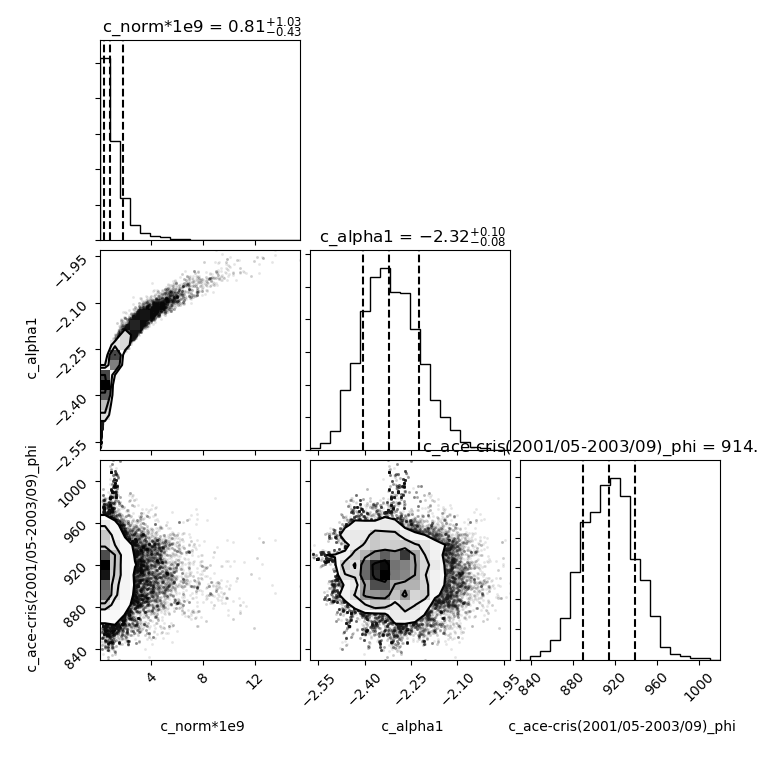 c_norm*1e9 = 0.81 +1.03 −0.43
c_alpha1 = −2.32 +0.10 −0.08
c_alpha1
−1.95
−2.10
−2.25
−2.40
−2.55
c_ace-cris(2001/05-2003/09)_phi = 914.
c_ace-cris(2001/05-2003/09)_phi
1000
960
920
880
840
4 8 12
−2.55 −2.40 −2.25 −2.10 −1.95
840 880 920 960 1000
c_norm*1e9 c_alpha1 c_ace-cris(2001/05-2003/09)_phi